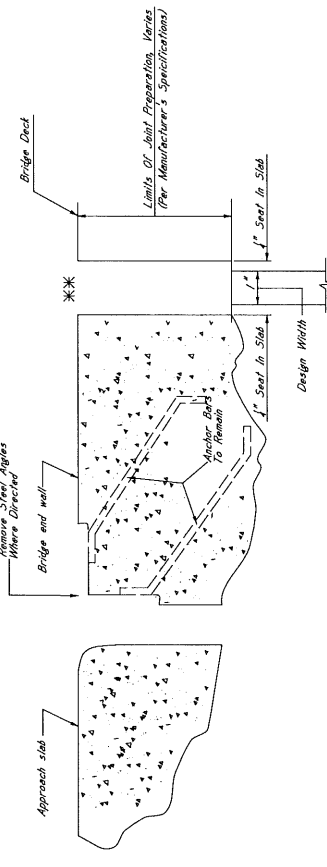 Approach slab
Remove Steel Angles
Where Directed
Bridge end wall
Anchor Bars
To Remain
**
Bridge Deck
Limits Of Joint Preparation, Varies
(Per Manufacturer's Speicifications)
1" Seat In Slab
1"
1" Seat In Slab
Design Width